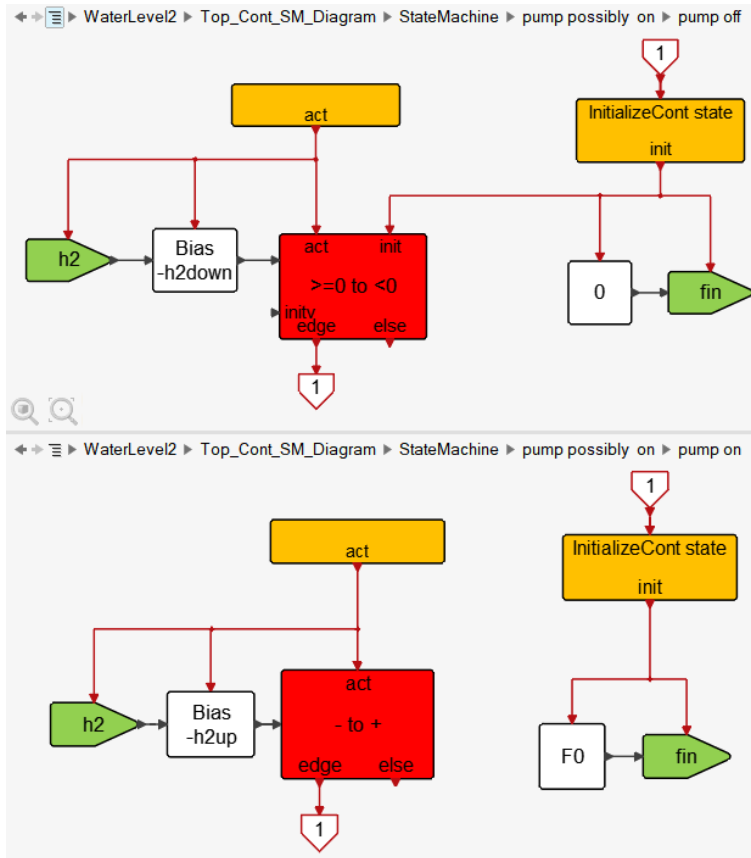 WaterLevel2 Top_Cont_SM_Diagram StateMachine pump possibly on pump off
1
act
InitializeCont state
init
h2
Bias
-h2down
act init
>=0 to <0
initv
edge else
0
fin
1
WaterLevel2 Top_Cont_SM_Diagram StateMachine pump possibly on pump on
1
act
InitializeCont state
init
h2
Bias
-h2up
act
- to +
edge else
F0
fin
1